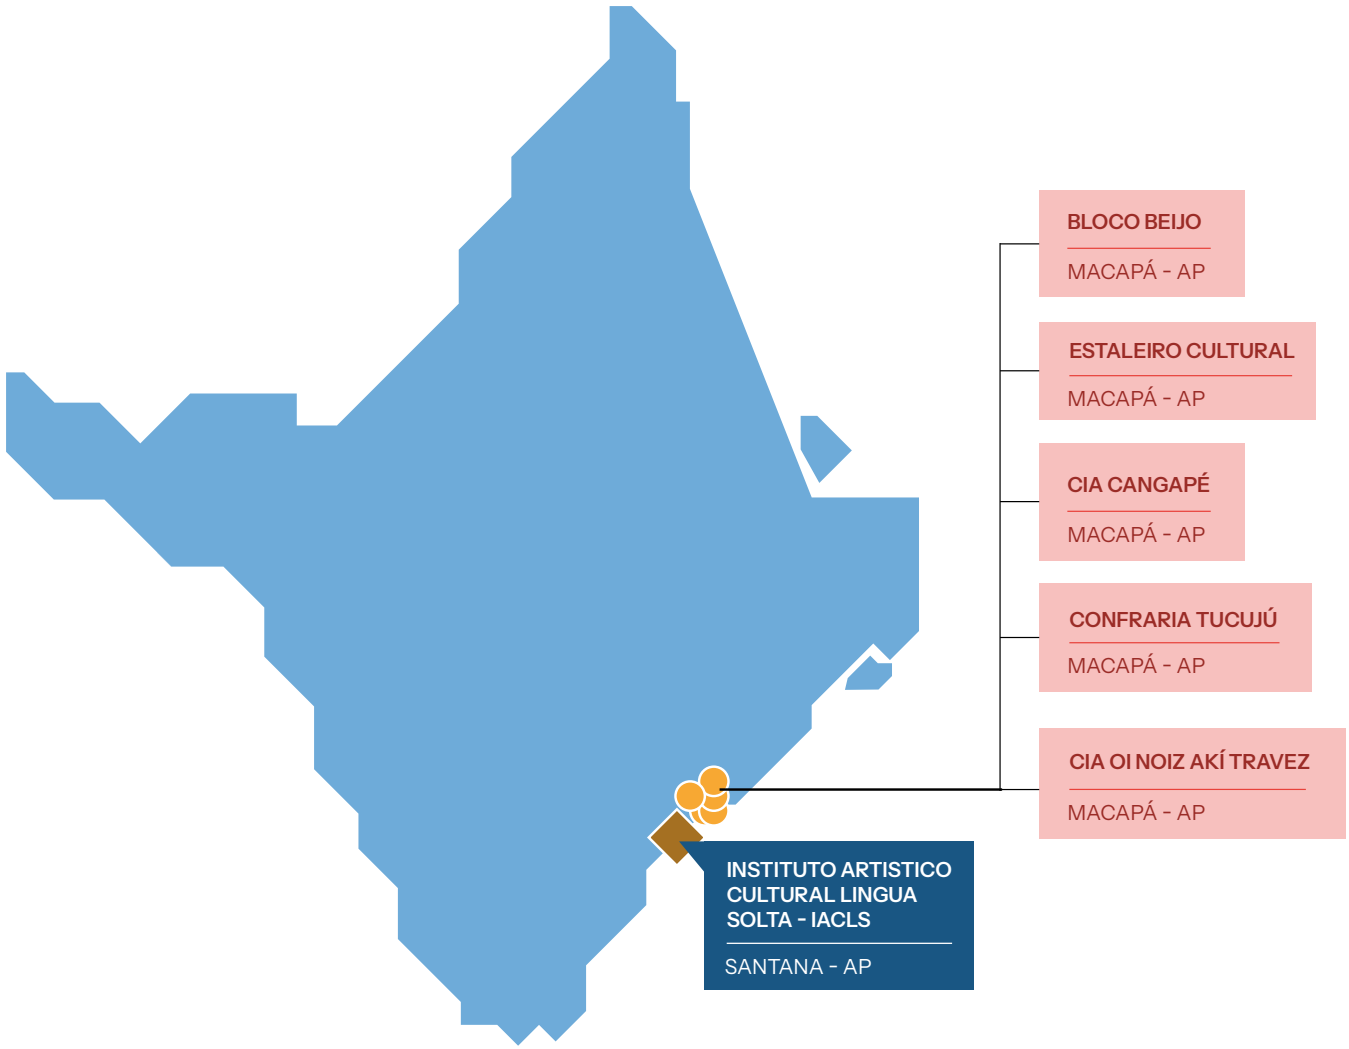 BLOCO BEIJO
MACAPÁ - AP
ESTALEIRO CULTURAL
MACAPÁ - AP
CIA CANGAPÉ
MACAPÁ - AP
CONFRARIA TUCUJÚ
MACAPÁ - AP
CIA OI NOIZ AKÍ TRAVEZ
MACAPÁ - AP
INSTITUTO ARTISTICO
CULTURAL LINGUA
SOLTA - IACLS
SANTANA - AP